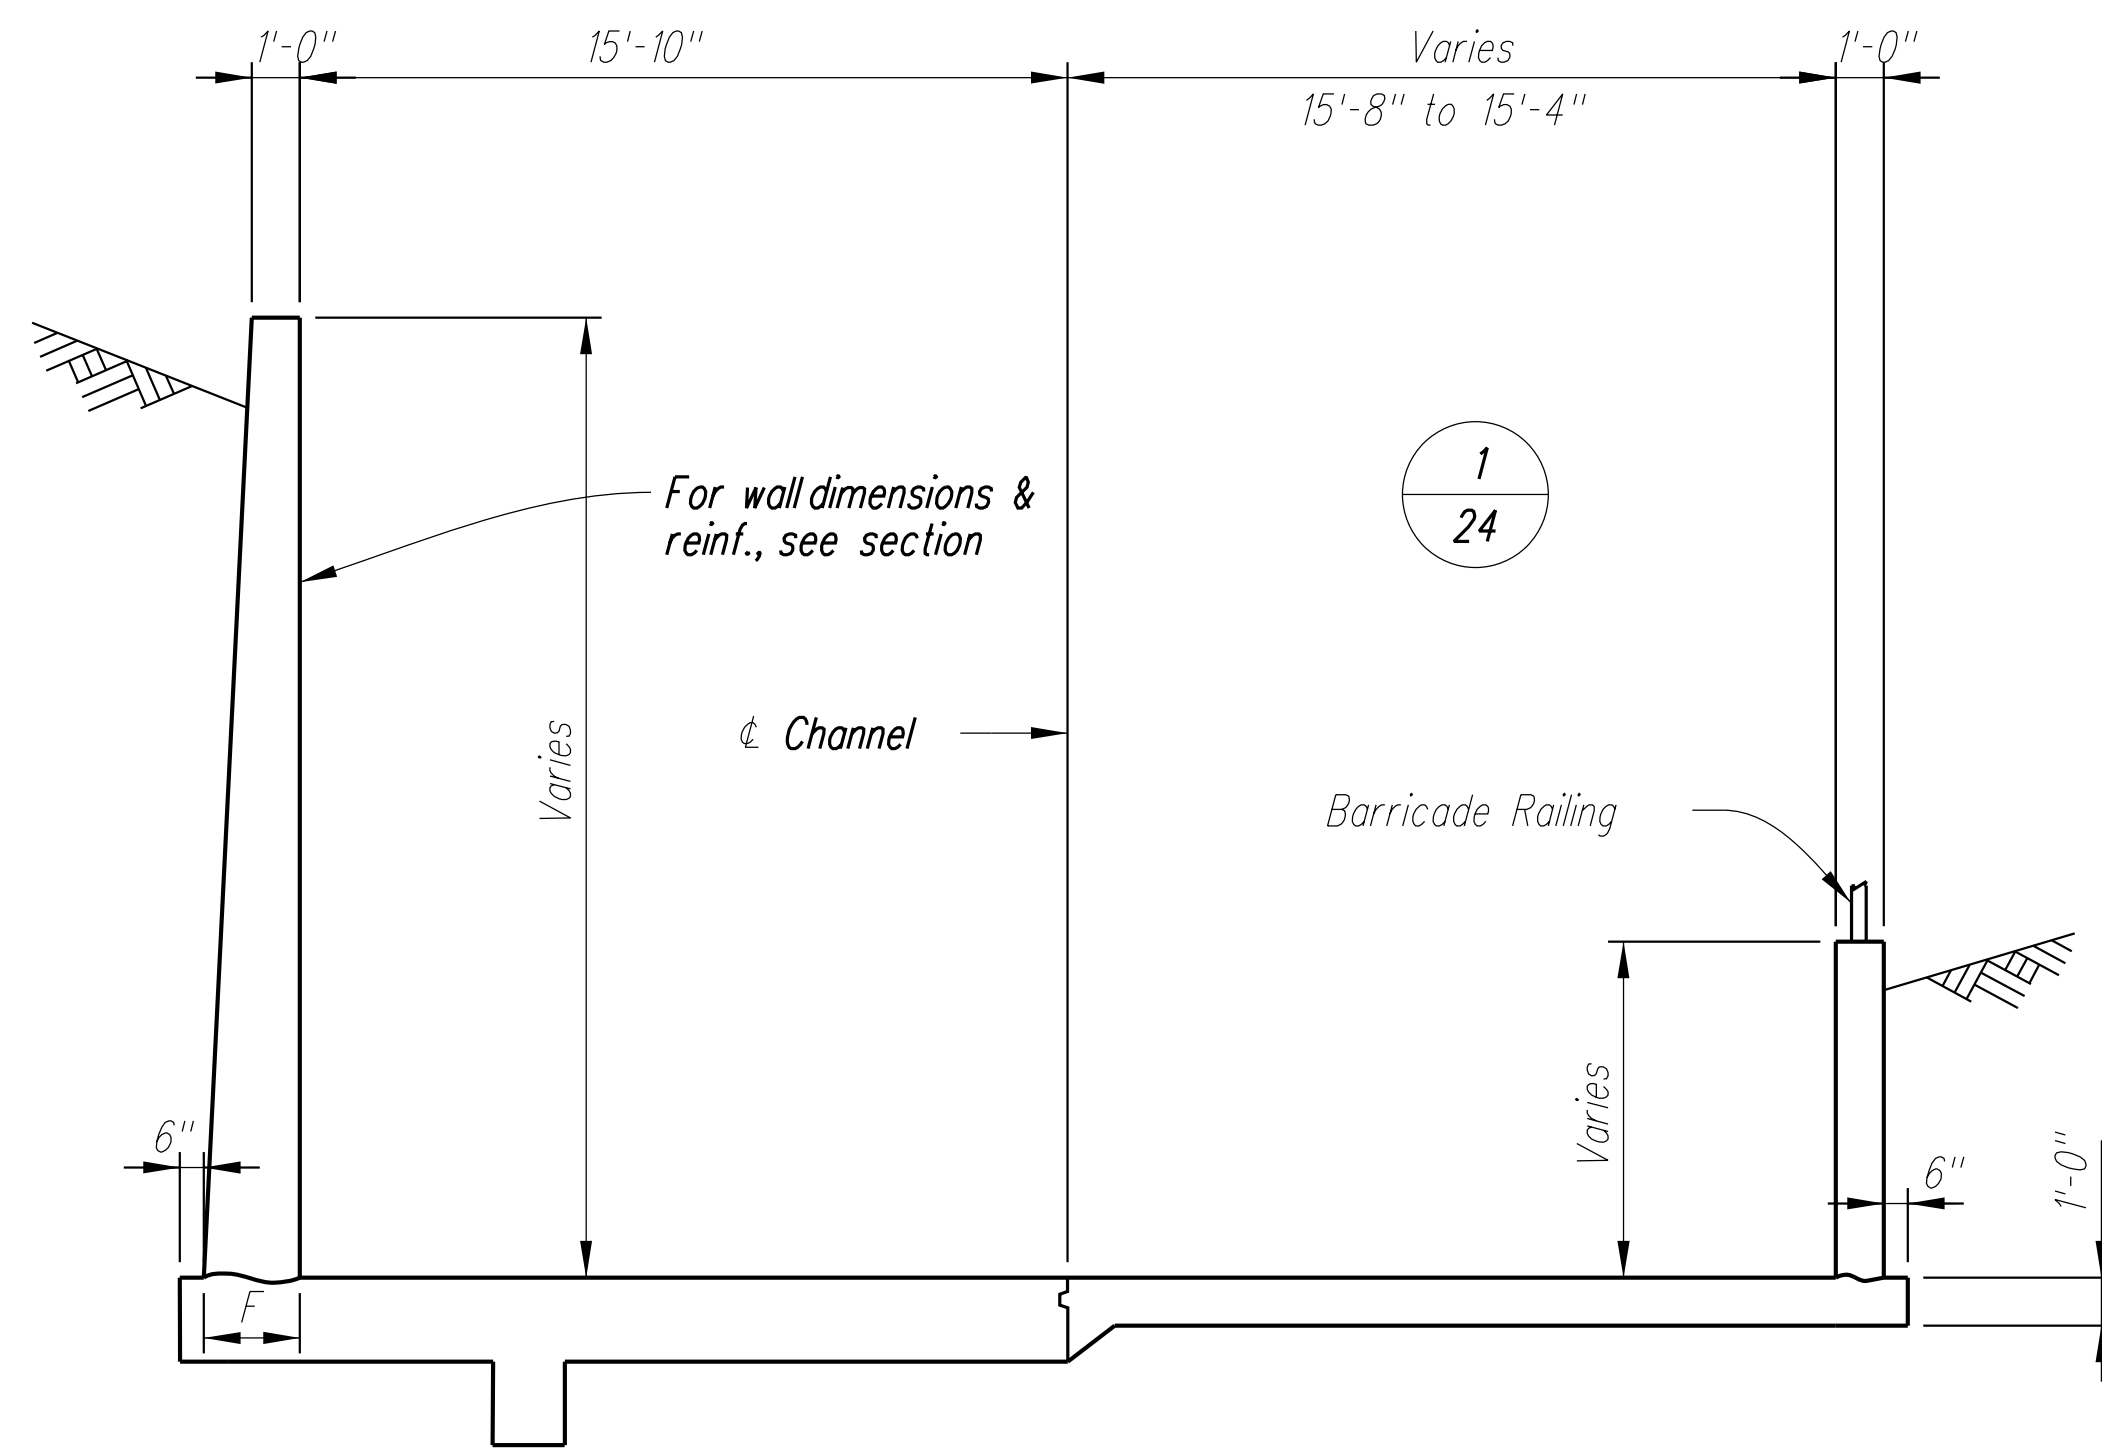 1'-0"
15'-10"
Varies
1'-0"
15'-8" to 15'-4"
For wall dimensions &
reinf., see section
1
24
Varies
℄ Channel
Barricade Railing
Varies
6"
6"
1'-0"
F